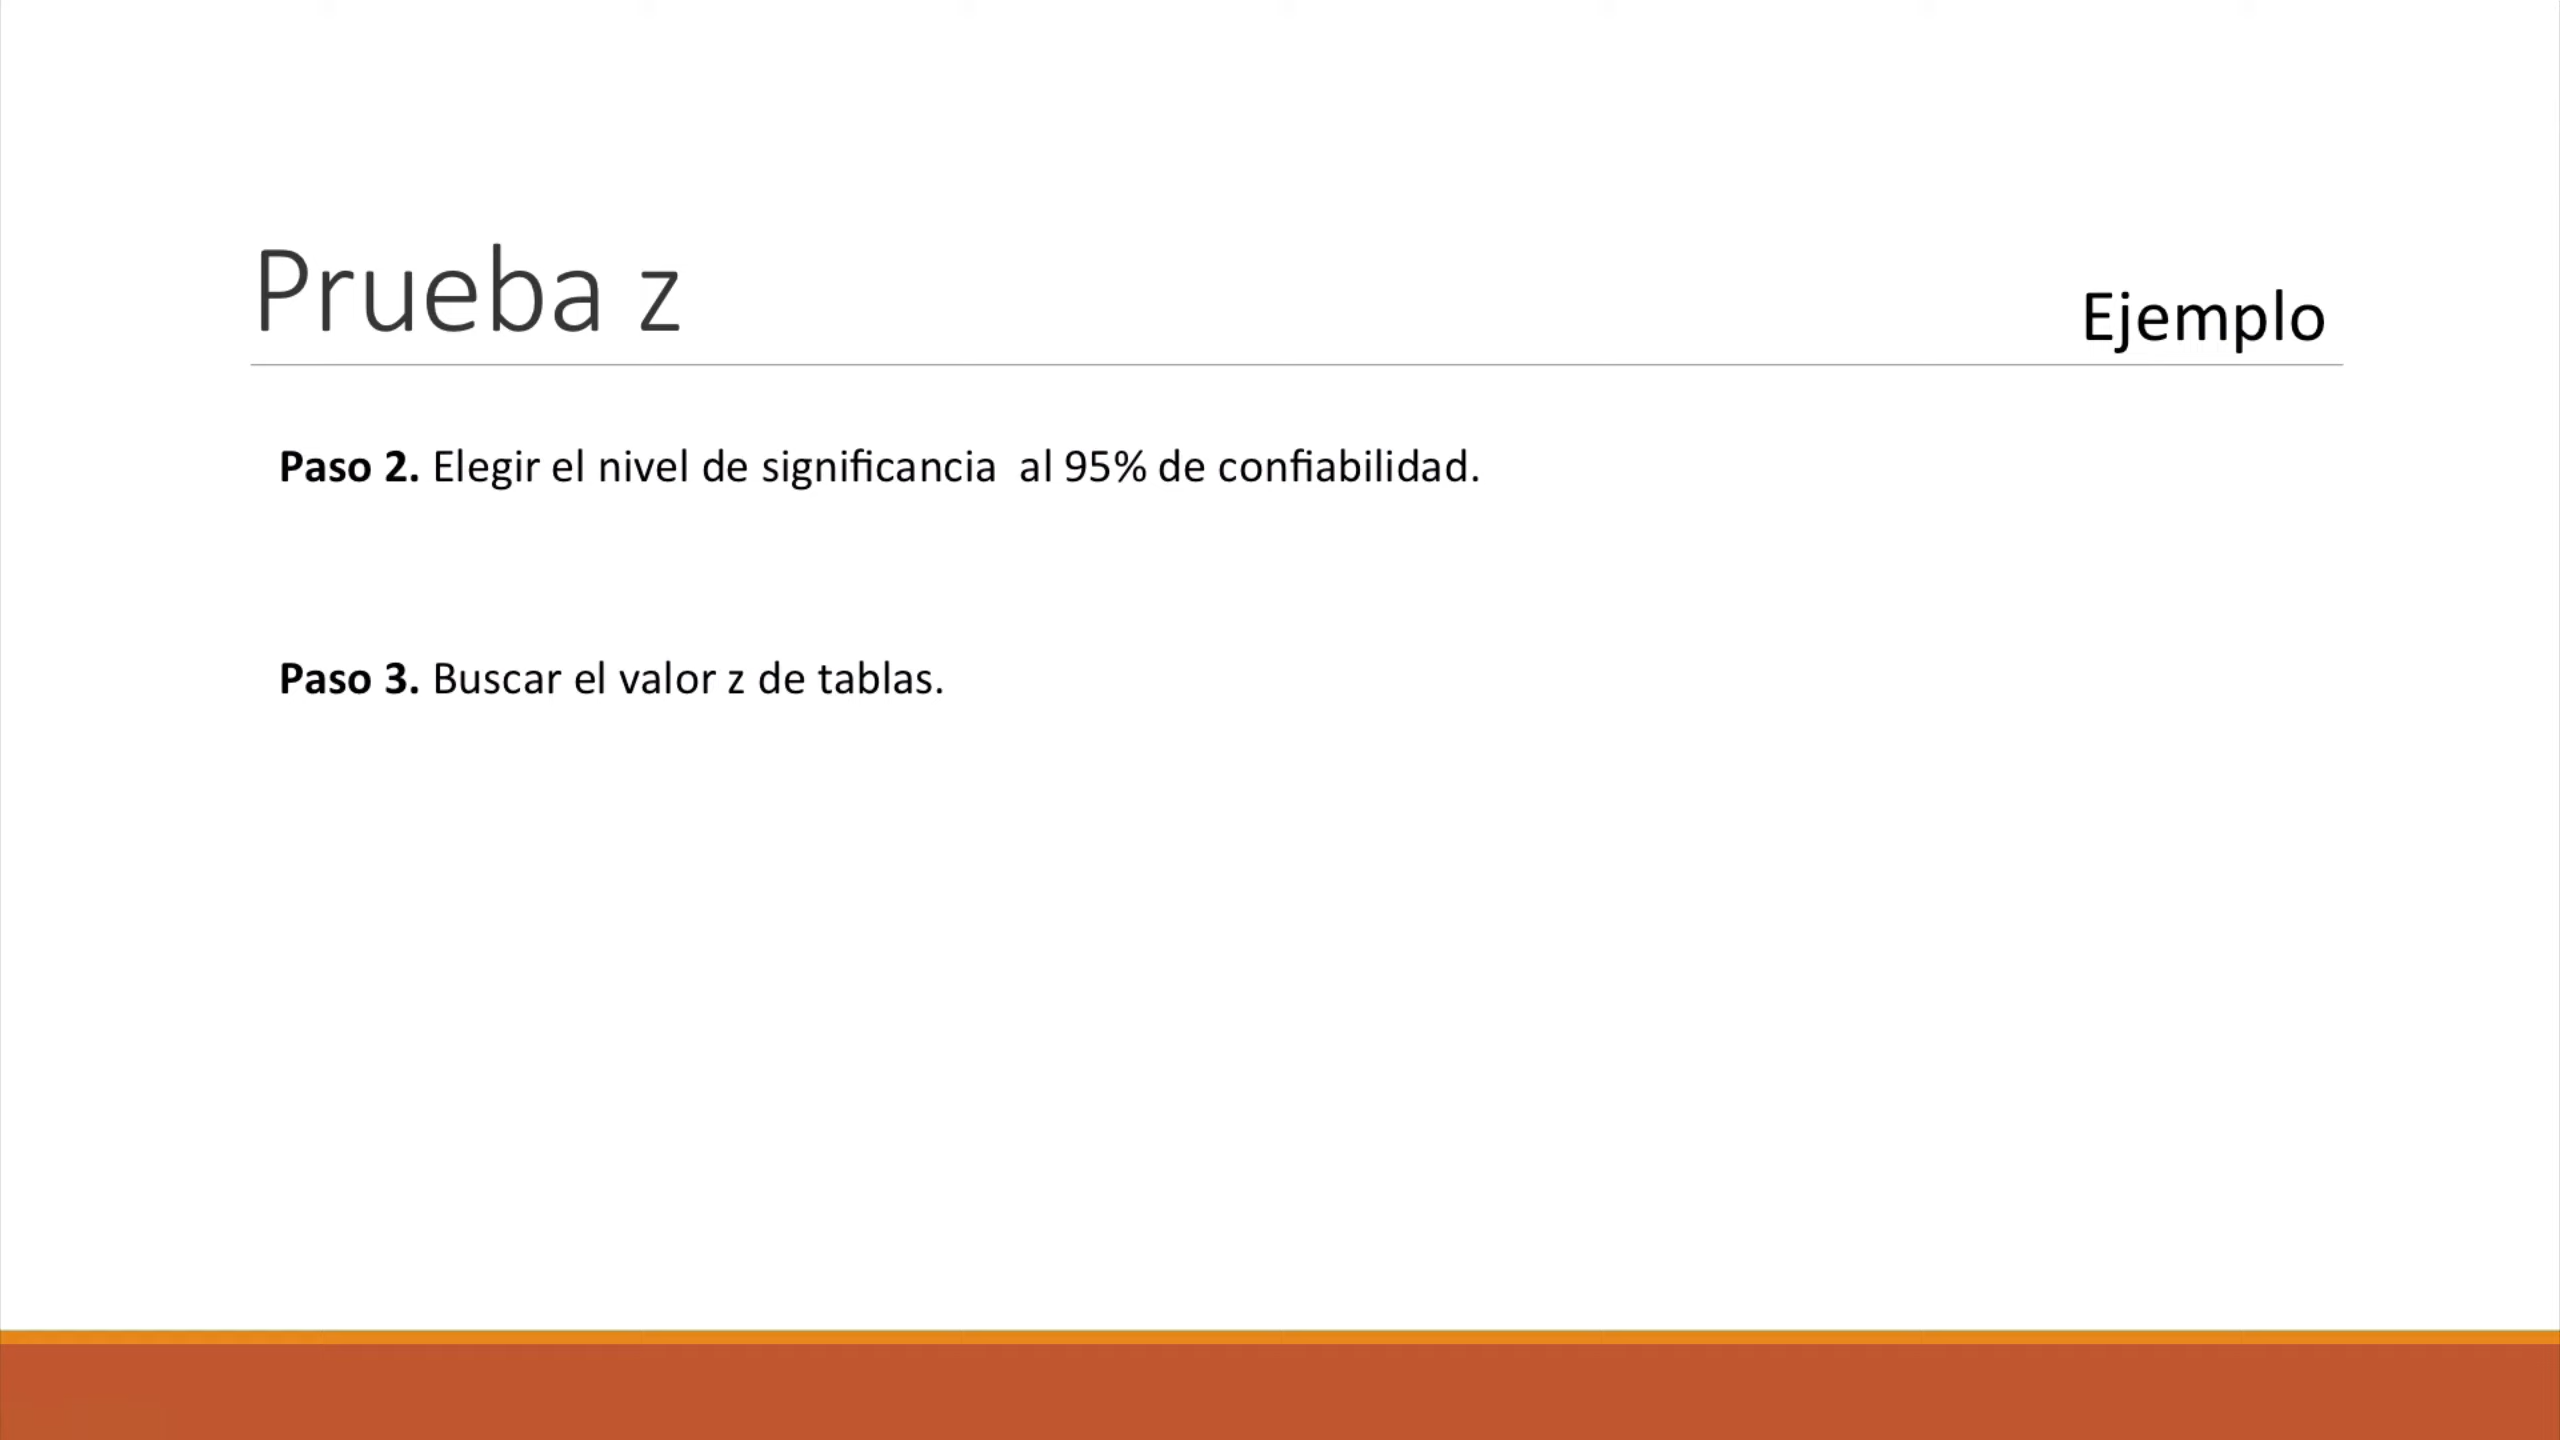 Prueba z
Ejemplo
Paso 2. Elegir el nivel de significancia  al 95% de confiabilidad.
Paso 3. Buscar el valor z de tablas.